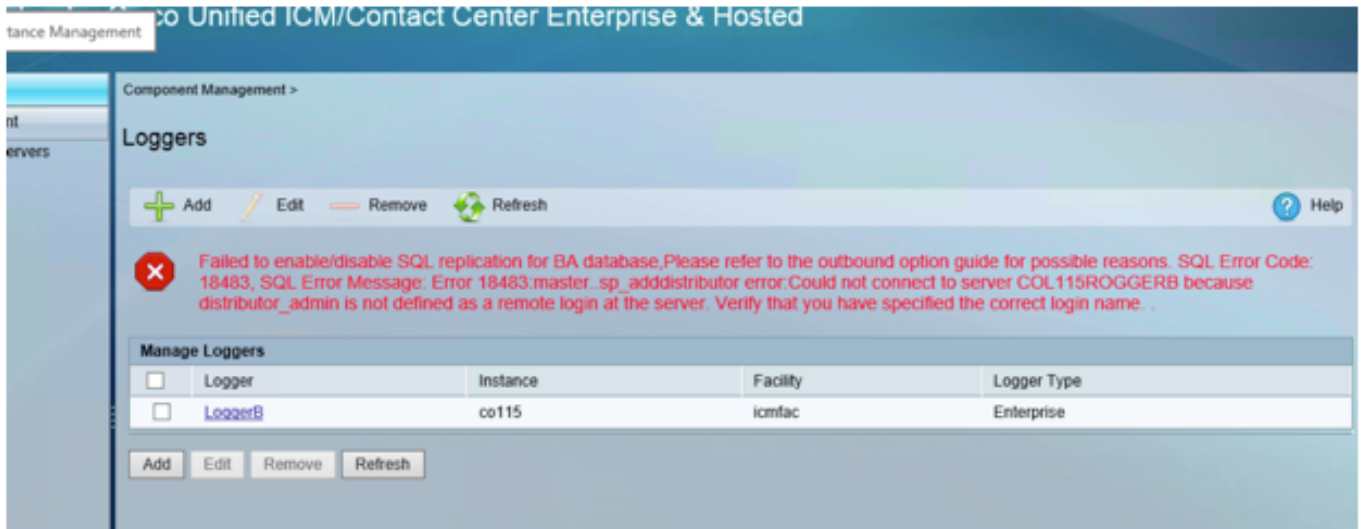 co Unified ICM/Contact Center Enterprise & Hosted
tance Management
Component Management >
nt
Loggers
ervers
Add Edit Remove Refresh Help
Failed to enable/disable SQL replication for BA database,Please refer to the outbound option guide for possible reasons. SQL Error Code:
18483, SQL Error Message: Error 18483:master..sp_adddistributor error:Could not connect to server COL115ROGGERB because
distributor_admin is not defined as a remote login at the server. Verify that you have specified the correct login name. .
Manage Loggers
Logger Instance Facility Logger Type
LoggerB co115 icmfac Enterprise
Add Edit Remove Refresh